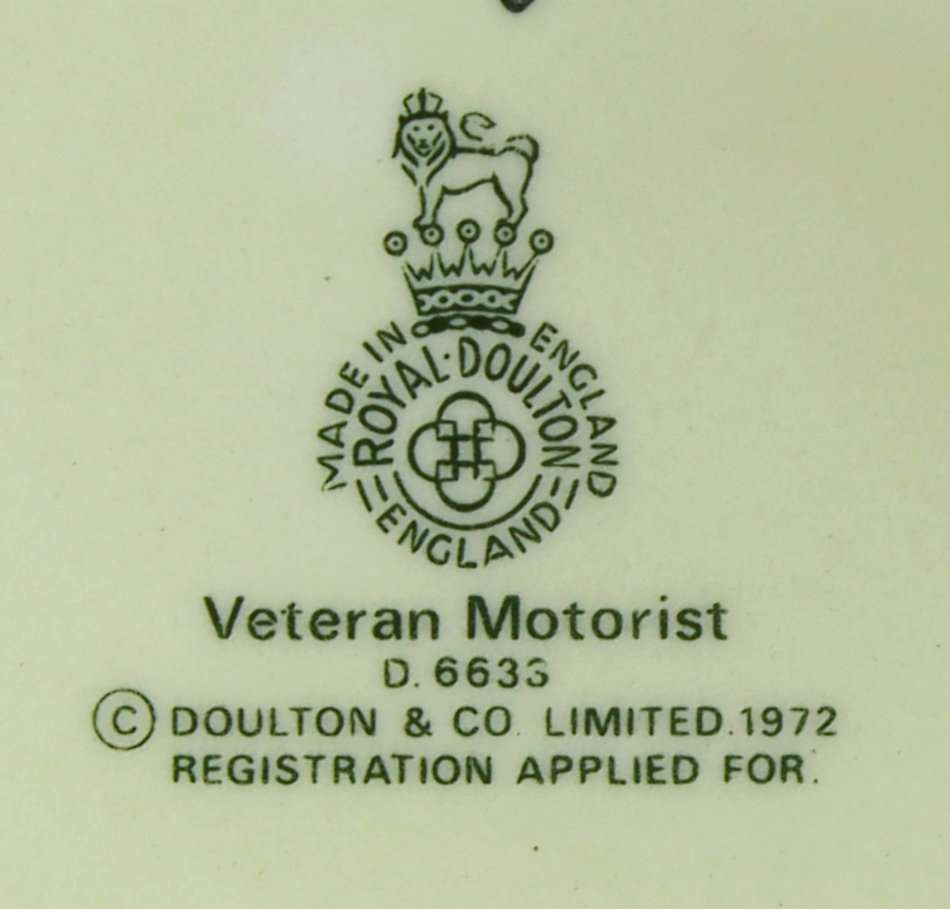 MADE IN ENGLAND
ROYAL·DOULTON
ENGLAND
Veteran Motorist
D. 6633
© DOULTON & CO. LIMITED.1972
REGISTRATION APPLIED FOR.